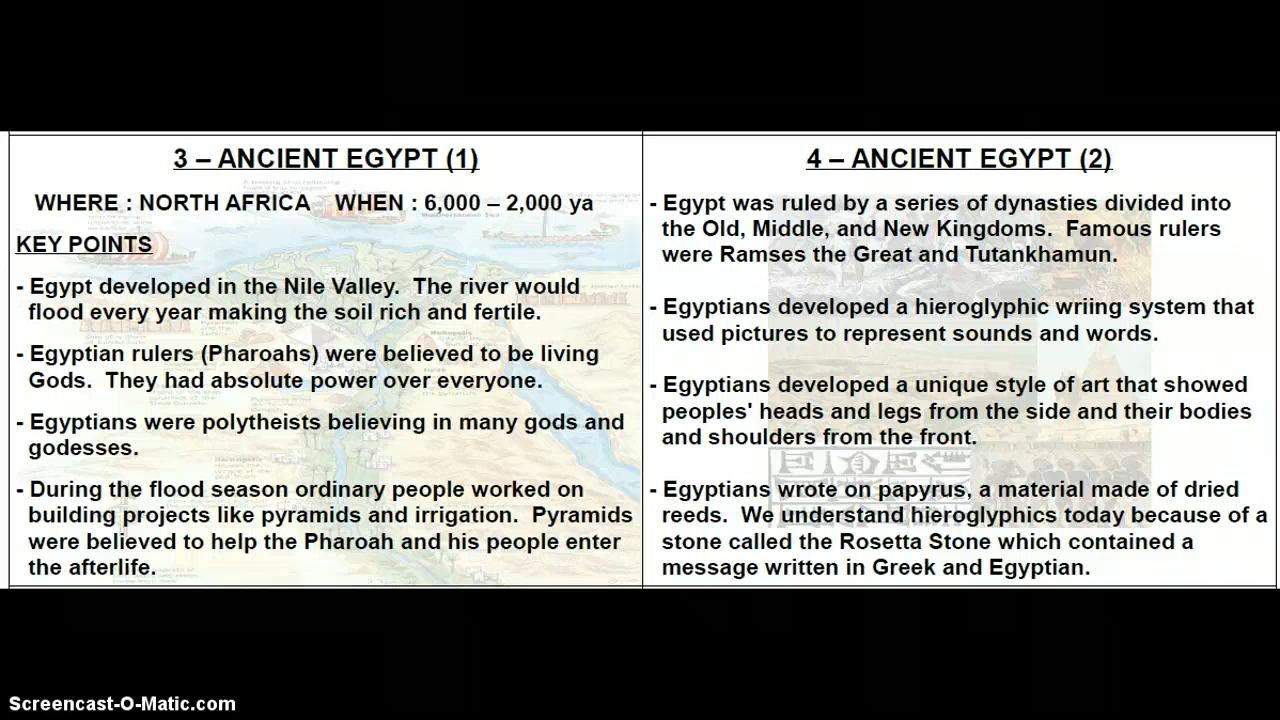 3 – ANCIENT EGYPT (1)
WHERE : NORTH AFRICA WHEN : 6,000 – 2,000 ya
KEY POINTS
- Egypt developed in the Nile Valley. The river would
flood every year making the soil rich and fertile.
- Egyptian rulers (Pharoahs) were believed to be living
Gods. They had absolute power over everyone.
- Egyptians were polytheists believing in many gods and
godesses.
- During the flood season ordinary people worked on
building projects like pyramids and irrigation. Pyramids
were believed to help the Pharoah and his people enter
the afterlife.
4 – ANCIENT EGYPT (2)
- Egypt was ruled by a series of dynasties divided into
the Old, Middle, and New Kingdoms. Famous rulers
were Ramses the Great and Tutankhamun.
- Egyptians developed a hieroglyphic wriing system that
used pictures to represent sounds and words.
- Egyptians developed a unique style of art that showed
peoples' heads and legs from the side and their bodies
and shoulders from the front.
- Egyptians wrote on papyrus, a material made of dried
reeds. We understand hieroglyphics today because of a
stone called the Rosetta Stone which contained a
message written in Greek and Egyptian.
Screencast-O-Matic.com